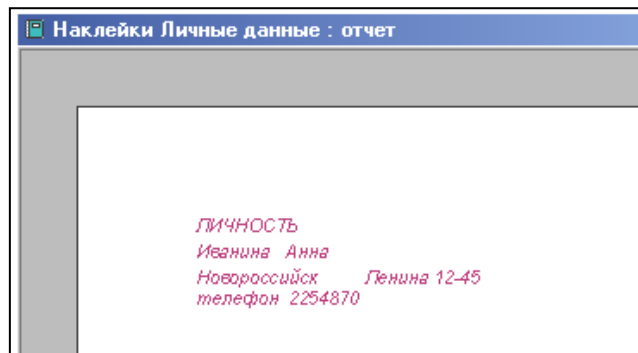 Наклейки Личные данные : отчет
ЛИЧНОСТЬ
Иванина Анна
Новороссийск Ленина 12-45
телефон 2254870